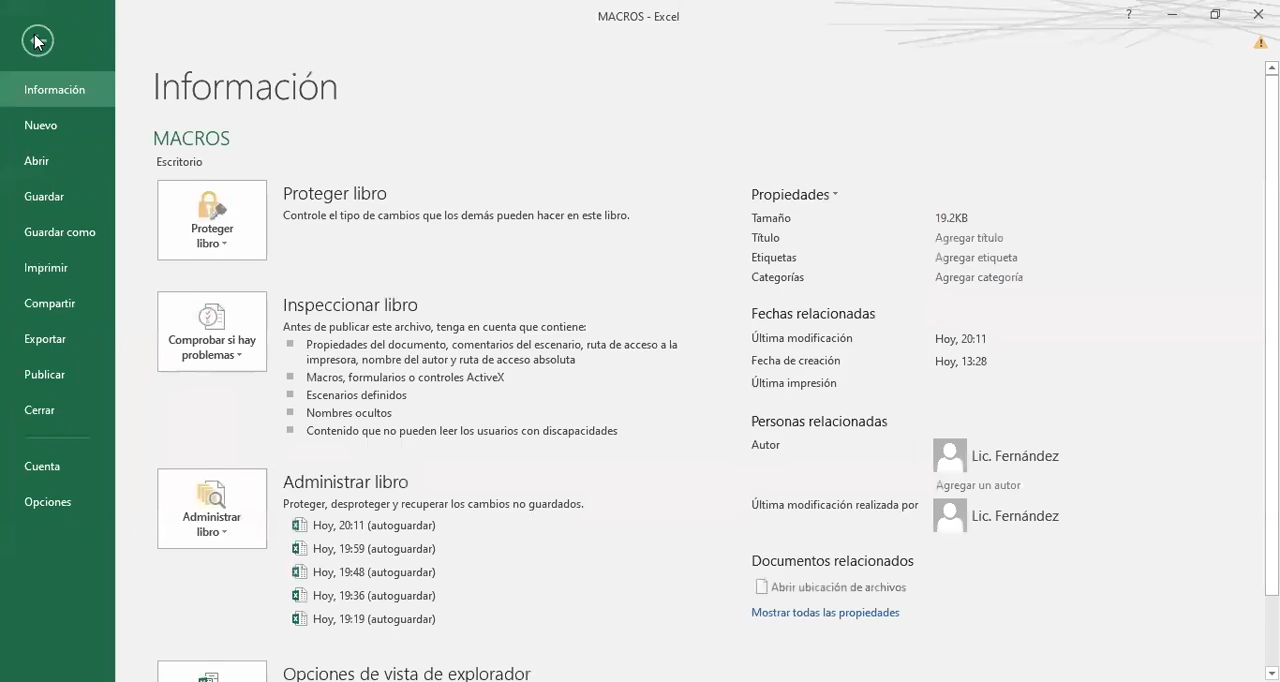 MACROS - Excel
?
Información
Nuevo
Abrir
Guardar
Guardar como
Imprimir
Compartir
Exportar
Publicar
Cerrar
Cuenta
Opciones
Información
MACROS
Escritorio
Proteger
libro
Proteger libro
Controle el tipo de cambios que los demás pueden hacer en este libro.
Comprobar si hay
problemas
Inspeccionar libro
Antes de publicar este archivo, tenga en cuenta que contiene:
Propiedades del documento, comentarios del escenario, ruta de acceso a la
impresora, nombre del autor y ruta de acceso absoluta
Macros, formularios o controles ActiveX
Escenarios definidos
Nombres ocultos
Contenido que no pueden leer los usuarios con discapacidades
Administrar
libro
Administrar libro
Proteger, desproteger y recuperar los cambios no guardados.
Hoy, 20:11 (autoguardar)
Hoy, 19:59 (autoguardar)
Hoy, 19:48 (autoguardar)
Hoy, 19:36 (autoguardar)
Hoy, 19:19 (autoguardar)
Opciones de vista de explorador
Propiedades
Tamaño 19.2KB
Título Agregar título
Etiquetas Agregar etiqueta
Categorías Agregar categoría
Fechas relacionadas
Última modificación Hoy, 20:11
Fecha de creación Hoy, 13:28
Última impresión
Personas relacionadas
Autor Lic. Fernández
Agregar un autor
Última modificación realizada por Lic. Fernández
Documentos relacionados
Abrir ubicación de archivos
Mostrar todas las propiedades